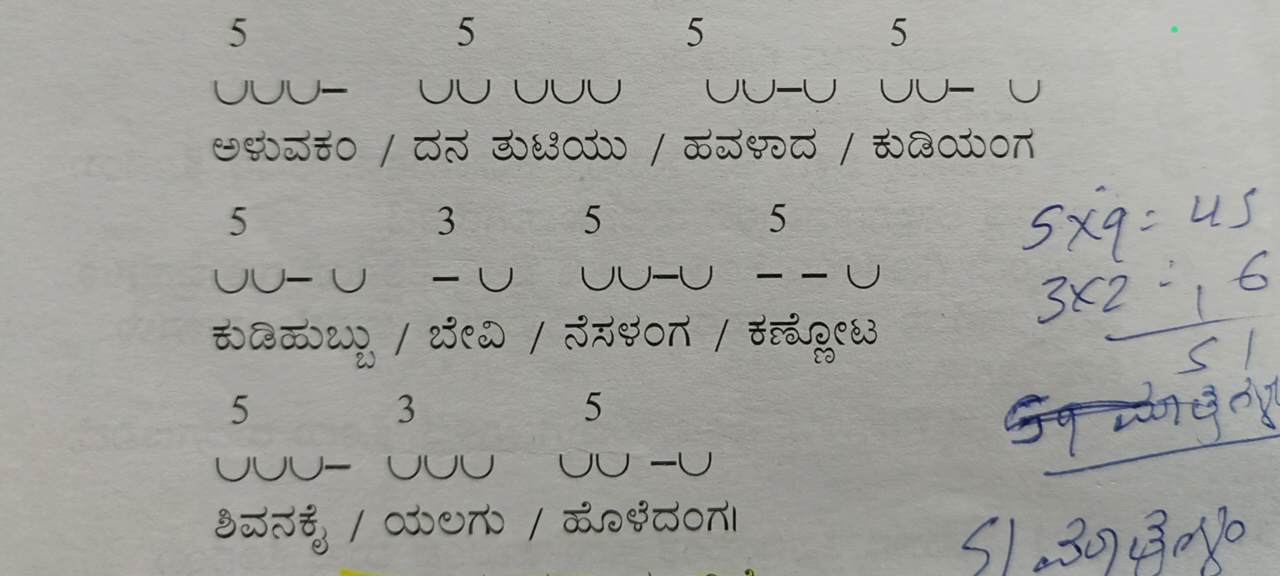 5 5 5 5
∪∪∪– ∪∪ ∪∪∪ ∪∪–∪ ∪∪– ∪
ಅಳುವಕಂ / ದನ ತುಟಿಯು / ಹವಳಾದ / ಕುಡಿಯಂಗ
5 3 5 5
∪∪– ∪ – ∪ ∪∪–∪ – – ∪
ಕುಡಿಹುಬ್ಬು / ಬೇವಿ / ನೆಸಳಂಗ / ಕಣ್ಣೋಟ
5 3 5
∪∪∪– ∪∪∪ ∪∪ –∪
ಶಿವನಕೈ / ಯಲಗು / ಹೊಳೆದಂಗ।
5×9= 45
3×2 = 6
51
51 ಮಾತ್ರೆಗಳು